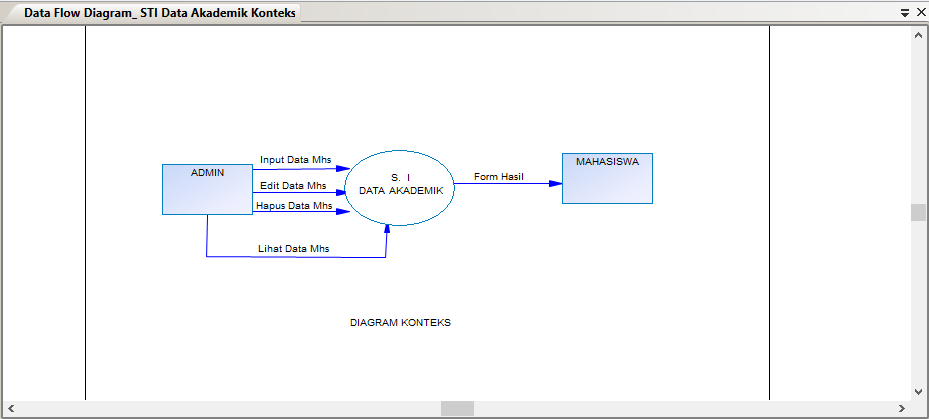 Data Flow Diagram_ STI Data Akademik Konteks
Input Data Mhs
ADMIN
Edit Data Mhs
Hapus Data Mhs
Lihat Data Mhs
S. I
DATA AKADEMIK
Form Hasil
MAHASISWA
DIAGRAM KONTEKS